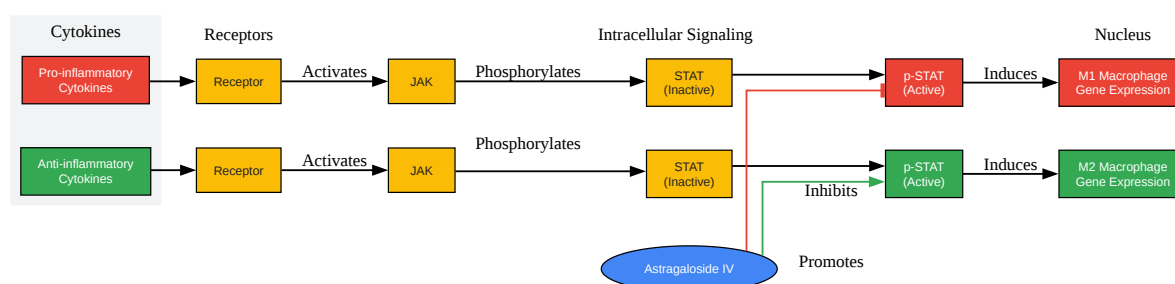 Cytokines
Receptors
Intracellular Signaling
Nucleus
Pro-inflammatory
Cytokines
Receptor
Activates
JAK
Phosphorylates
STAT
(Inactive)
p-STAT
(Active)
Induces
M1 Macrophage
Gene Expression
Anti-inflammatory
Cytokines
Receptor
Activates
JAK
Phosphorylates
STAT
(Inactive)
p-STAT
(Active)
Induces
M2 Macrophage
Gene Expression
Inhibits
Astragaloside IV
Promotes